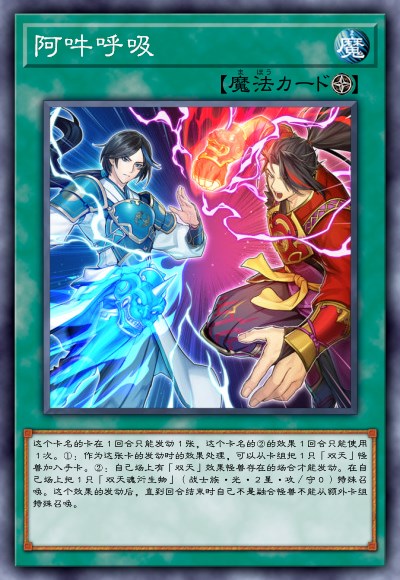 阿吽呼吸
魔
【魔法カード】
まほう
这个卡名的卡在1回合只能发动1张，这个卡名的②的效果1回合只能使用
1次。①：作为这张卡的发动时的效果处理，可以从卡组把1只「双天」怪
兽加入手卡。②：自己场上有「双天」效果怪兽存在的场合才能发动。在自
己场上把1只「双天魂衍生物」（战士族·光·2星·攻/守0）特殊召
唤。这个效果的发动后，直到回合结束时自己不是融合怪兽不能从额外卡组
特殊召唤。